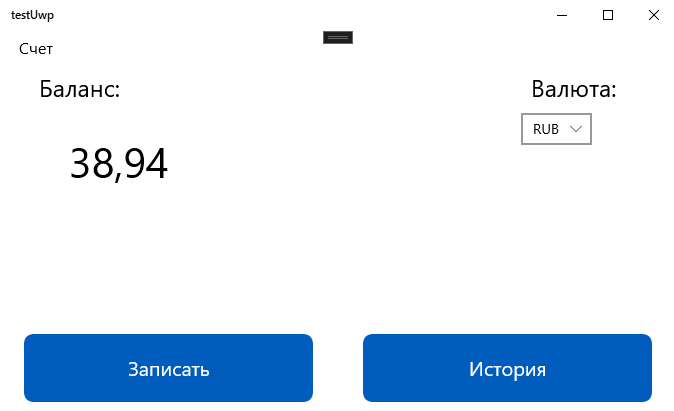 testUwp
Счет
Баланс:
Валюта:
RUB
38,94
Записать
История